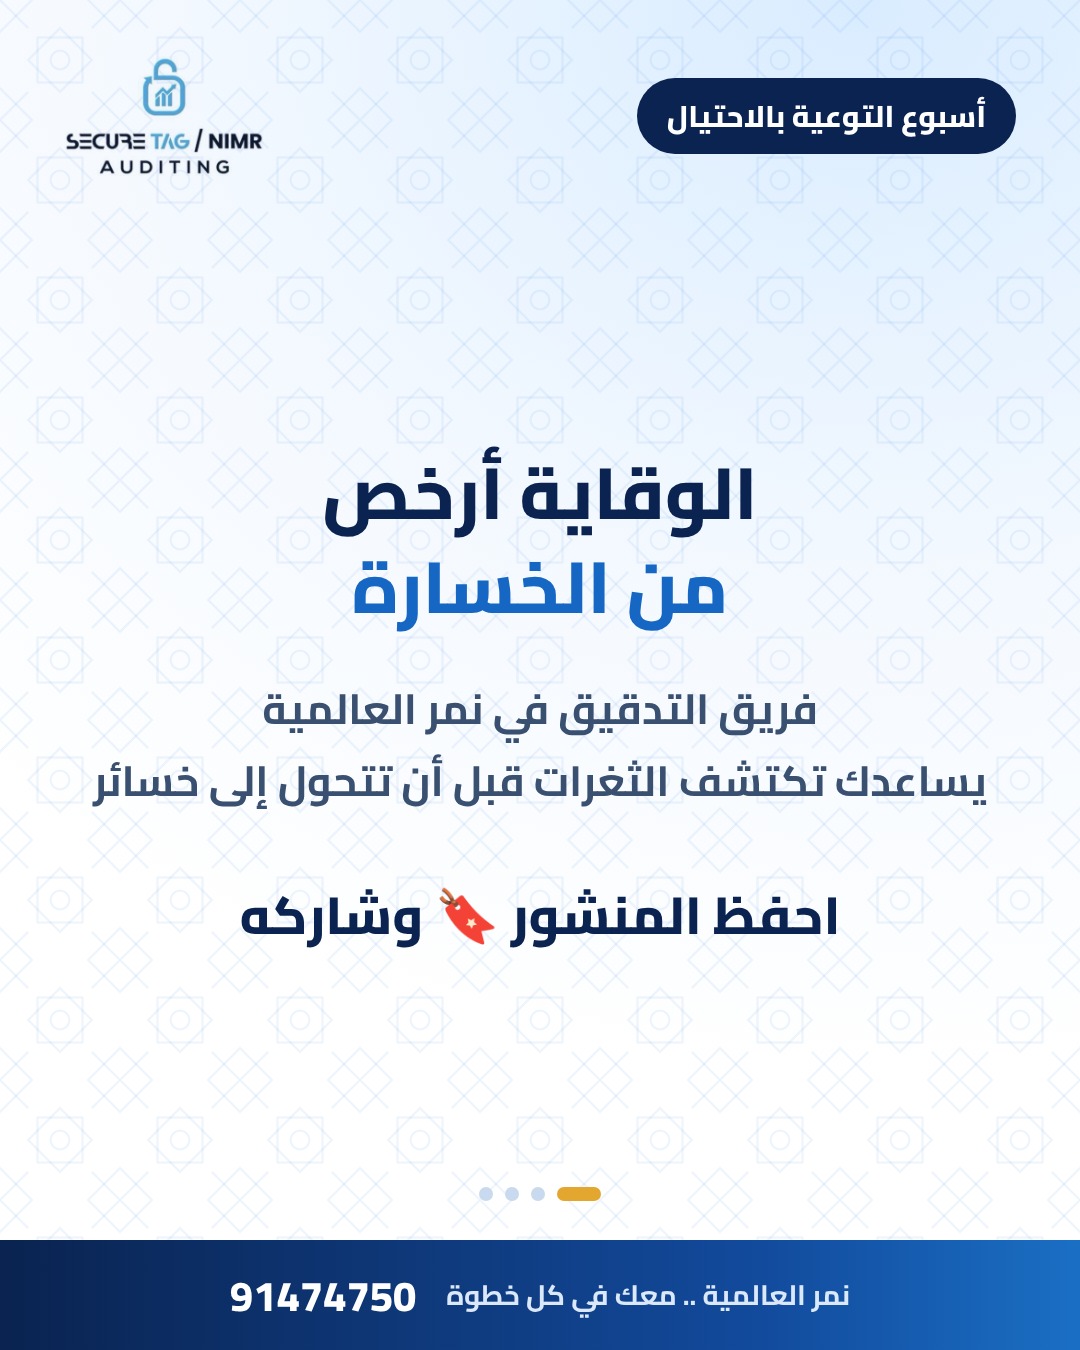 أسبوع التوعية بالاحتيال
SECURE TAG / NIMR
AUDITING
الوقاية أرخص
من الخسارة
فريق التدقيق في نمر العالمية
يساعدك تكتشف الثغرات قبل أن تتحول إلى خسائر
احفظ المنشور 🔖 وشاركه
نمر العالمية .. معك في كل خطوة 91474750